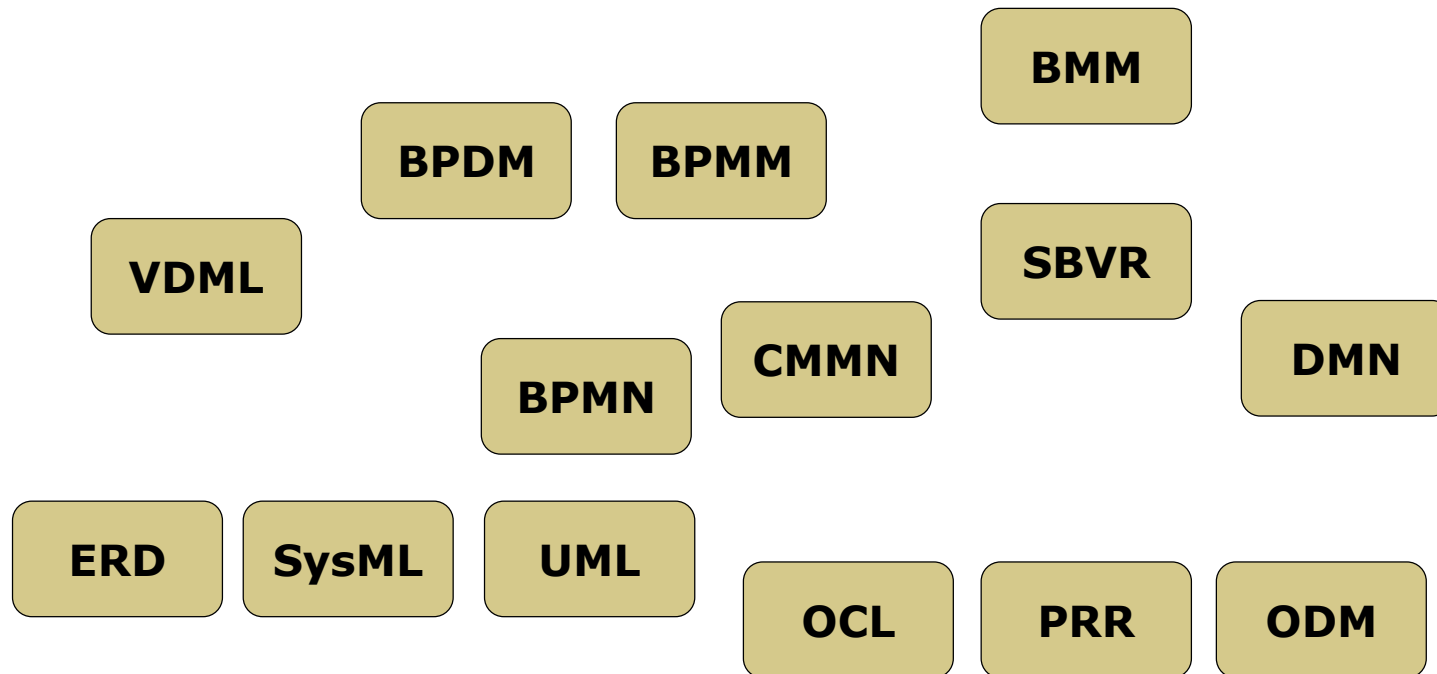 BMM
BPDM
BPMM
VDML
SBVR
CMMN
DMN
BPMN
ERD
SysML
UML
OCL
PRR
ODM